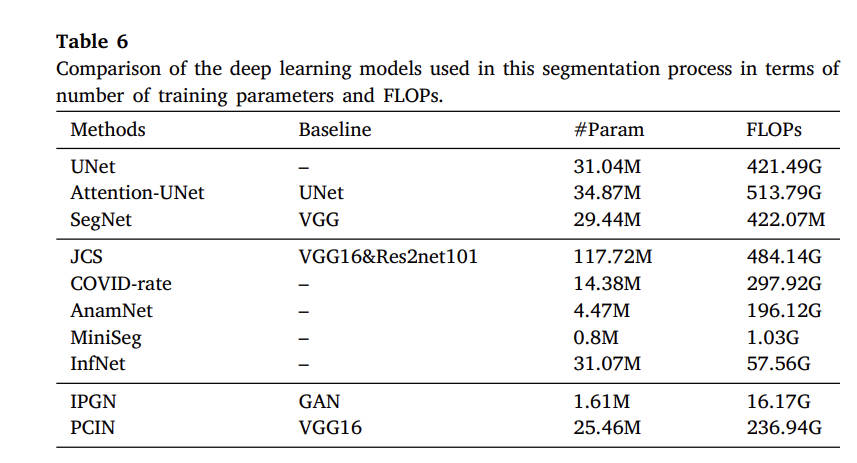 Table 6
Comparison of the deep learning models used in this segmentation process in terms of
number of training parameters and FLOPs.
Methods Baseline #Param FLOPs
UNet – 31.04M 421.49G
Attention-UNet UNet 34.87M 513.79G
SegNet VGG 29.44M 422.07M
JCS VGG16&Res2net101 117.72M 484.14G
COVID-rate – 14.38M 297.92G
AnamNet – 4.47M 196.12G
MiniSeg – 0.8M 1.03G
InfNet – 31.07M 57.56G
IPGN GAN 1.61M 16.17G
PCIN VGG16 25.46M 236.94G